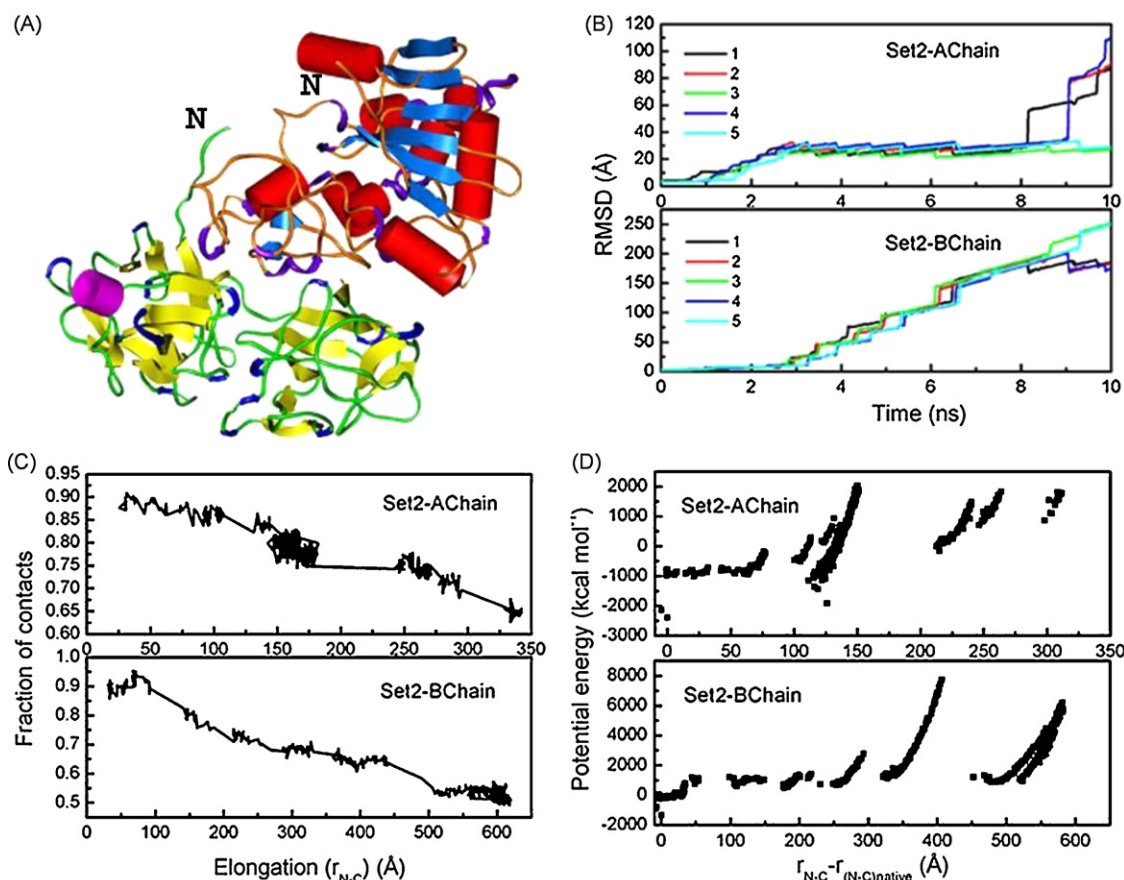 (A)
N
N
(B)
Set2-AChain
1
2
3
4
5
120
100
80
60
40
20
0
0 2 4 6 8 10
Set2-BChain
1
2
3
4
5
250
200
150
100
50
0
0 2 4 6 8 10
RMSD (Å)
Time (ns)
(C)
Set2-AChain
0.95
0.90
0.85
0.80
0.75
0.70
0.65
0.60
0 50 100 150 200 250 300 350
Set2-BChain
1.0
0.9
0.8
0.7
0.6
0.5
0 100 200 300 400 500 600
Fraction of contacts
Elongation (rN-C) (Å)
(D)
Set2-AChain
2000
1000
0
-1000
-2000
-3000
0 50 100 150 200 250 300 350
Set2-BChain
8000
6000
4000
2000
0
-2000
0 100 200 300 400 500 600
Potential energy (kcal mol⁻¹)
rN-C-r(N-C)native (Å)